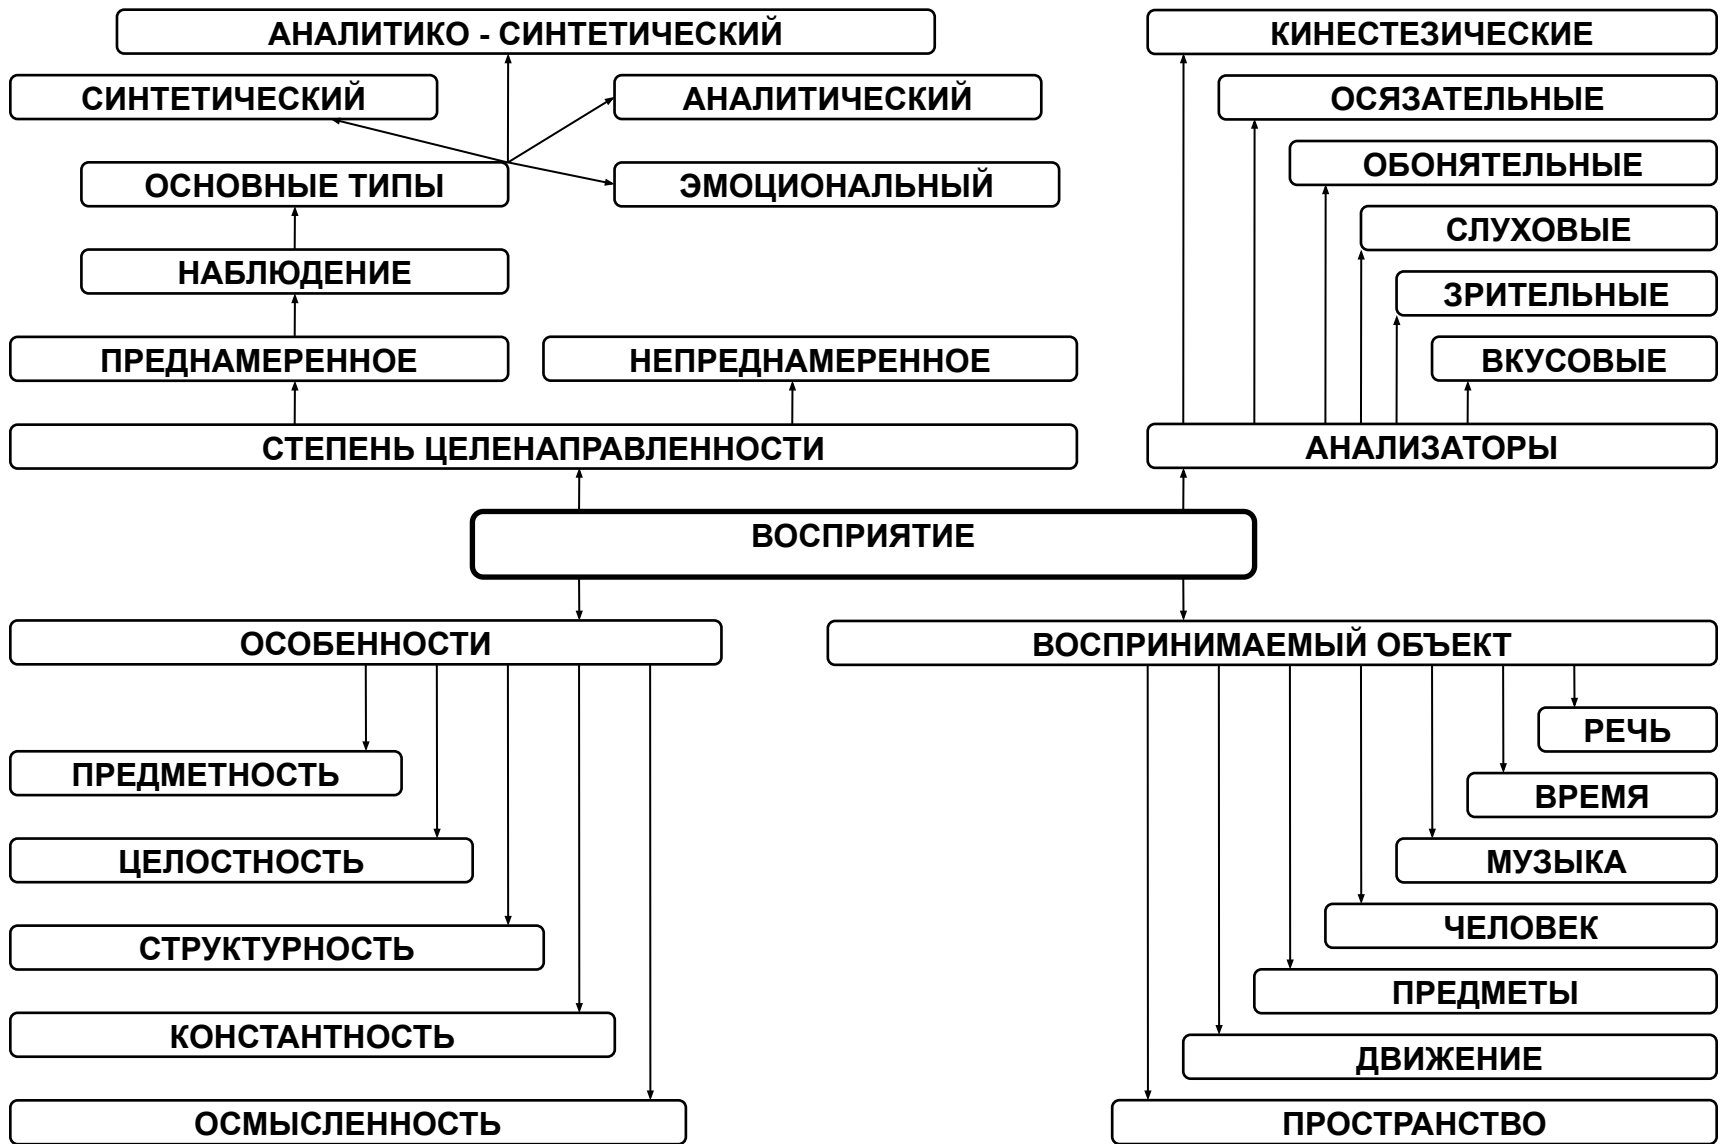 АНАЛИТИКО - СИНТЕТИЧЕСКИЙ
СИНТЕТИЧЕСКИЙ
АНАЛИТИЧЕСКИЙ
ОСНОВНЫЕ ТИПЫ
ЭМОЦИОНАЛЬНЫЙ
НАБЛЮДЕНИЕ
ПРЕДНАМЕРЕННОЕ
НЕПРЕДНАМЕРЕННОЕ
СТЕПЕНЬ ЦЕЛЕНАПРАВЛЕННОСТИ
КИНЕСТЕЗИЧЕСКИЕ
ОСЯЗАТЕЛЬНЫЕ
ОБОНЯТЕЛЬНЫЕ
СЛУХОВЫЕ
ЗРИТЕЛЬНЫЕ
ВКУСОВЫЕ
АНАЛИЗАТОРЫ
ВОСПРИЯТИЕ
ОСОБЕННОСТИ
ПРЕДМЕТНОСТЬ
ЦЕЛОСТНОСТЬ
СТРУКТУРНОСТЬ
КОНСТАНТНОСТЬ
ОСМЫСЛЕННОСТЬ
ВОСПРИНИМАЕМЫЙ ОБЪЕКТ
РЕЧЬ
ВРЕМЯ
МУЗЫКА
ЧЕЛОВЕК
ПРЕДМЕТЫ
ДВИЖЕНИЕ
ПРОСТРАНСТВО